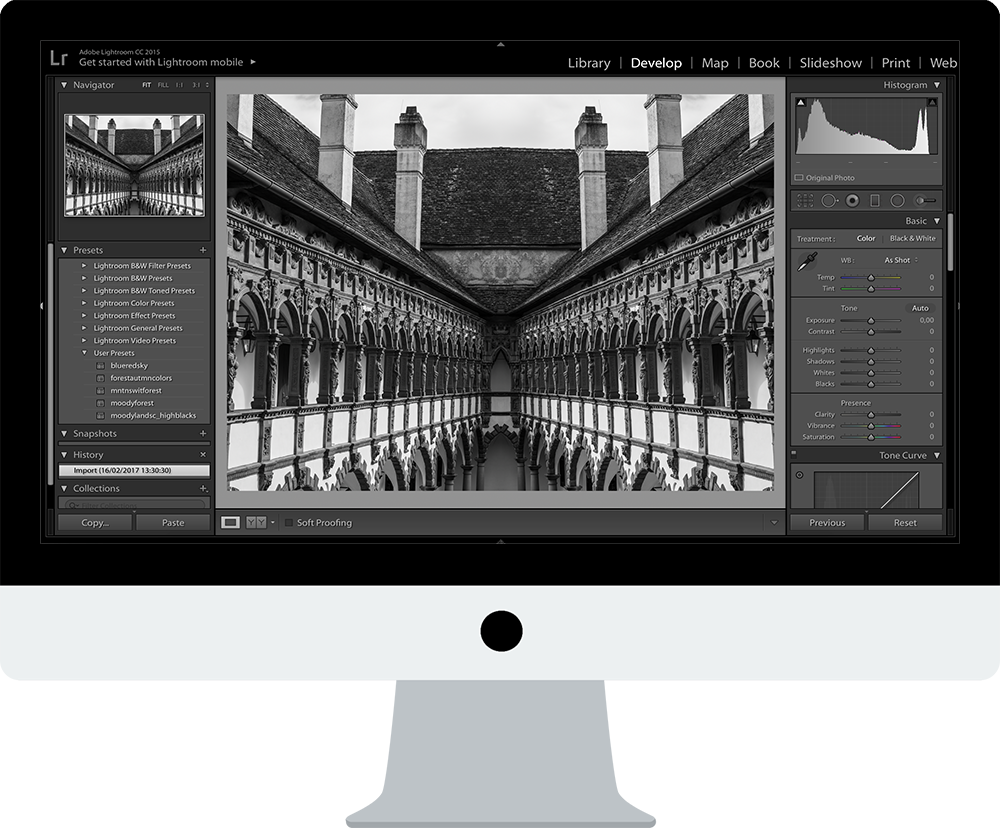 Lr
Adobe Lightroom CC 2015
Get started with Lightroom mobile
Library | Develop | Map | Book | Slideshow | Print | Web
Navigator FIT FILL 1:1 3:1
Presets +
Lightroom B&W Filter Presets
Lightroom B&W Presets
Lightroom B&W Toned Presets
Lightroom Color Presets
Lightroom Effect Presets
Lightroom General Presets
Lightroom Video Presets
User Presets
blueredsky
forestautmncolors
mntnswitforest
moodyforest
moodylandsc_highblacks
Snapshots +
History ×
Import (16/02/2017 13:30:30)
Collections +
Copy... Paste
YY Soft Proofing
Histogram
Original Photo
Basic
Treatment : Color Black & White
WB : As Shot
Temp 0
Tint 0
Tone Auto
Exposure 0,00
Contrast 0
Highlights 0
Shadows 0
Whites 0
Blacks 0
Presence
Clarity 0
Vibrance 0
Saturation 0
Tone Curve
Previous Reset